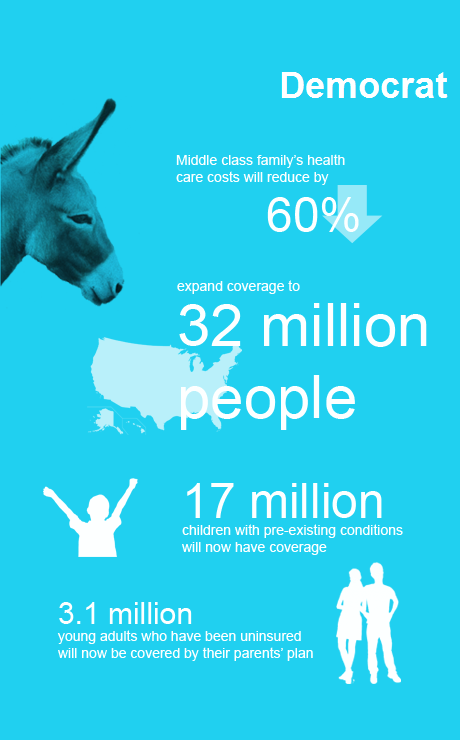 Democrat
Middle class family's health
care costs will reduce by
60%
expand coverage to
32 million
people
17 million
children with pre-existing conditions
will now have coverage
3.1 million
young adults who have been uninsured
will now be covered by their parents' plan